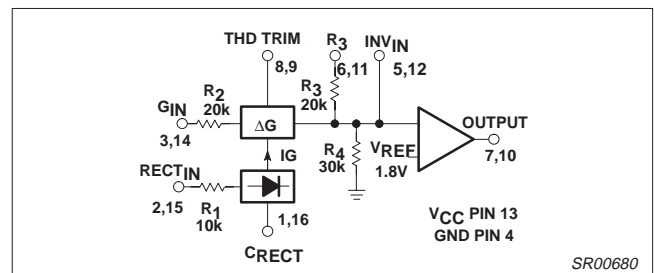 THD TRIM
8,9
R3
6,11
INVIN
5,12
R2
20k
R3
20k
GIN
3,14
ΔG
OUTPUT
7,10
IG
R4
30k
VREF
1.8V
RECTIN
2,15
R1
10k
1,16
CRECT
VCC PIN 13
GND PIN 4
SR00680